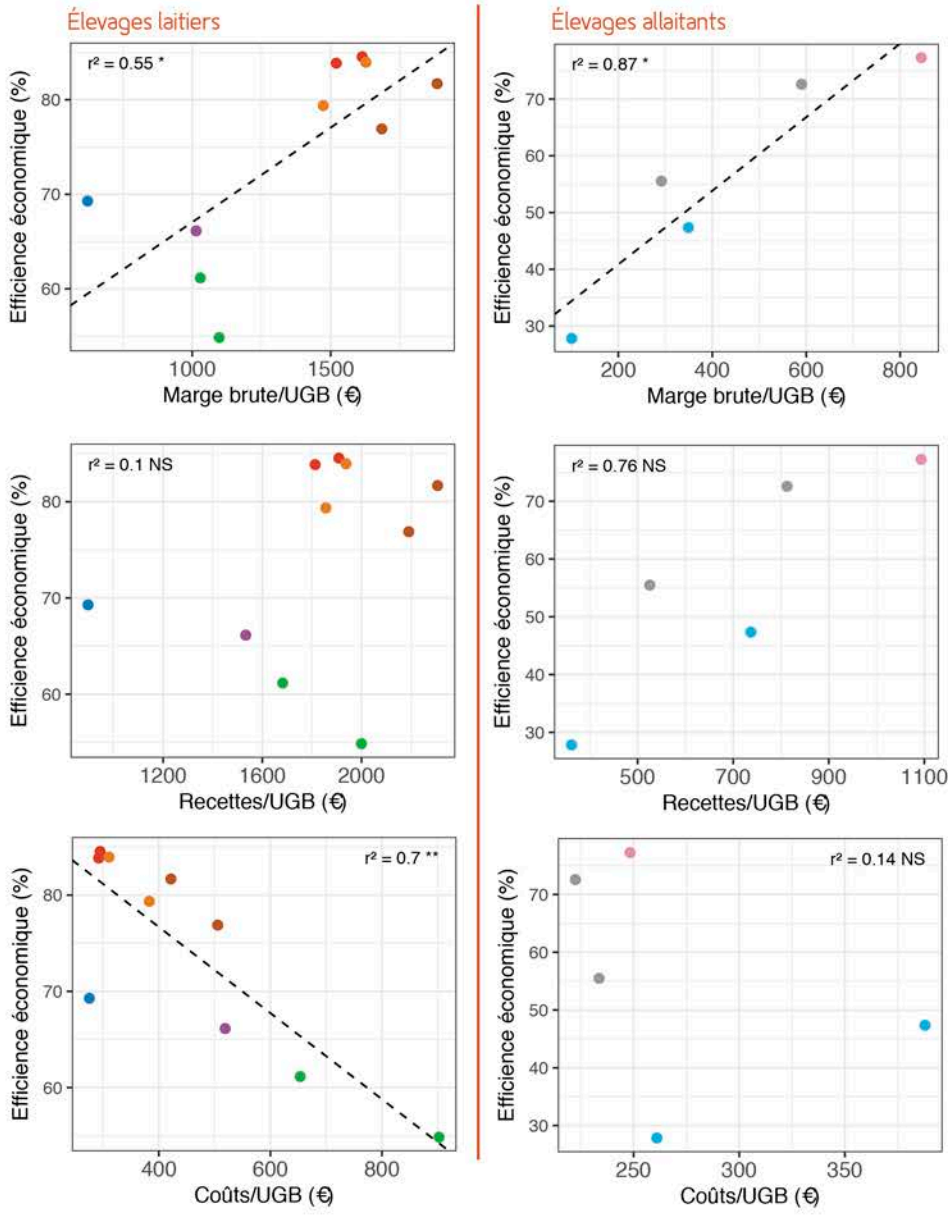 Élevages laitiers
Élevages allaitants
r² = 0.55 *
80
70
60
Efficience économique (%)
1000 1500
Marge brute/UGB (€)
r² = 0.87 *
70
60
50
40
30
Efficience économique (%)
200 400 600 800
Marge brute/UGB (€)
r² = 0.1 NS
80
70
60
Efficience économique (%)
1200 1600 2000
Recettes/UGB (€)
r² = 0.76 NS
70
60
50
40
30
Efficience économique (%)
500 700 900 1100
Recettes/UGB (€)
r² = 0.7 **
80
70
60
Efficience économique (%)
400 600 800
Coûts/UGB (€)
r² = 0.14 NS
70
60
50
40
30
Efficience économique (%)
250 300 350
Coûts/UGB (€)